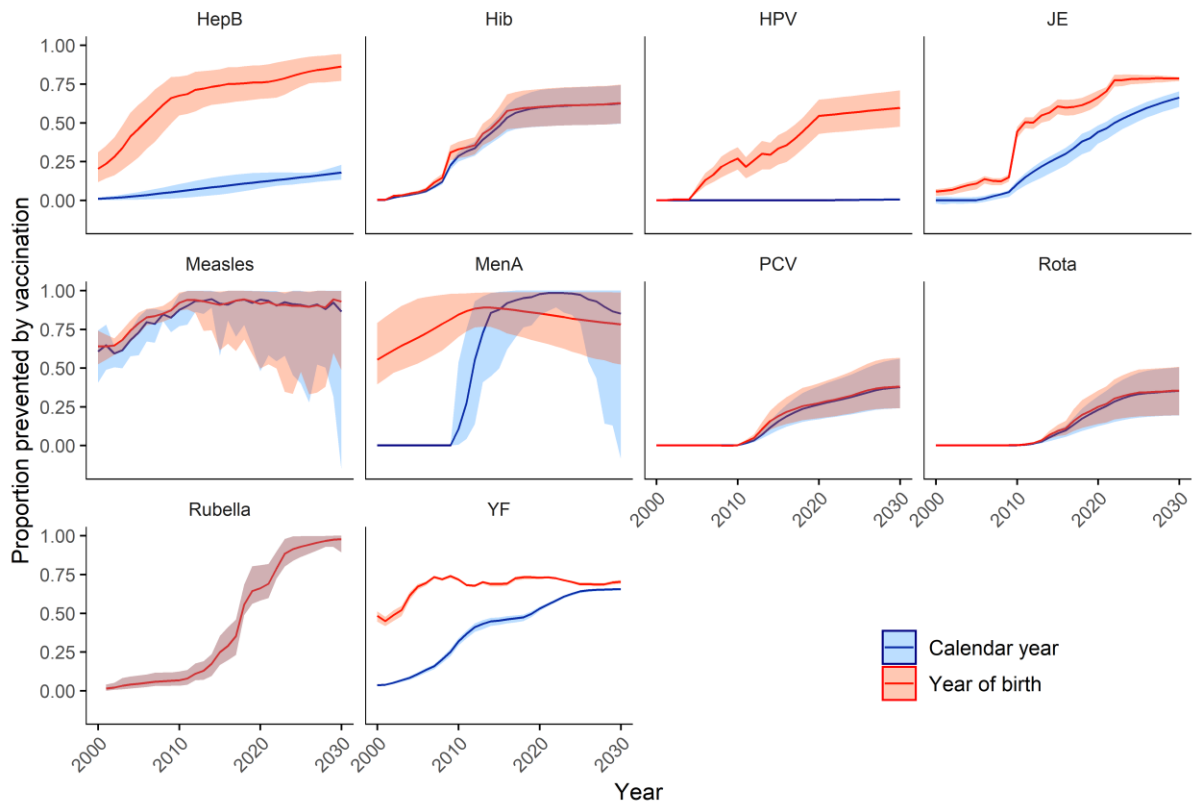 HepB Hib HPV JE
1.00
0.75
0.50
0.25
0.00
Measles MenA PCV Rota
1.00
0.75
0.50
0.25
0.00
2000 2010 2020 2030 2000 2010 2020 2030
Rubella YF
1.00
0.75
0.50
0.25
0.00
2000 2010 2020 2030 2000 2010 2020 2030
Proportion prevented by vaccination
Year
Calendar year
Year of birth